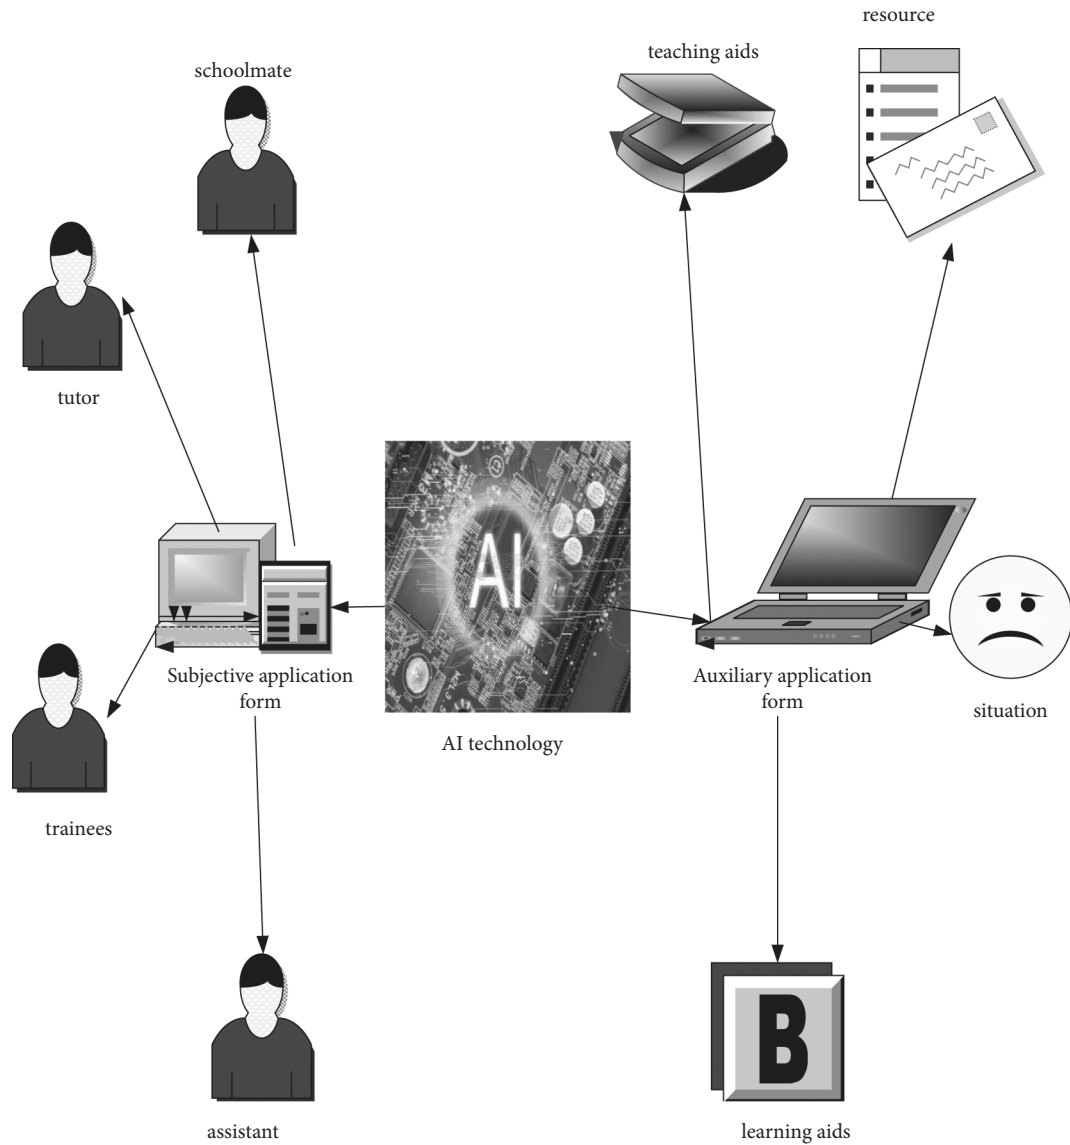 resource
teaching aids
schoolmate
tutor
AI
Subjective application
form
Auxiliary application
form
situation
AI technology
trainees
B
assistant
learning aids